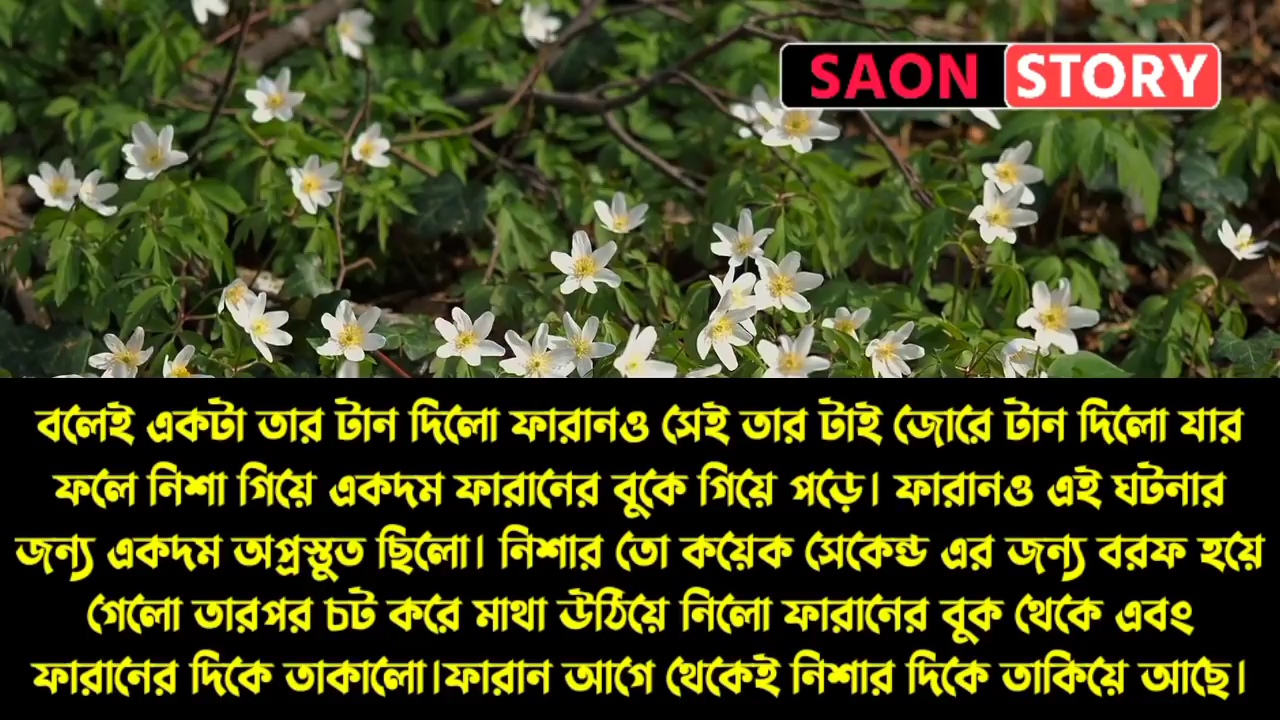 SAON STORY
বলেই একটা তার টান দিলো ফারানও সেই তার টাই জোরে টান দিলো যার
ফলে নিশা গিয়ে একদম ফারানের বুকে গিয়ে পড়ে। ফারানও এই ঘটনার
জন্য একদম অপ্রস্তুত ছিলো। নিশার তো কয়েক সেকেন্ড এর জন্য বরফ হয়ে
গেলো তারপর চট করে মাথা উঠিয়ে নিলো ফারানের বুক থেকে এবং
ফারানের দিকে তাকালো।ফারান আগে থেকেই নিশার দিকে তাকিয়ে আছে।